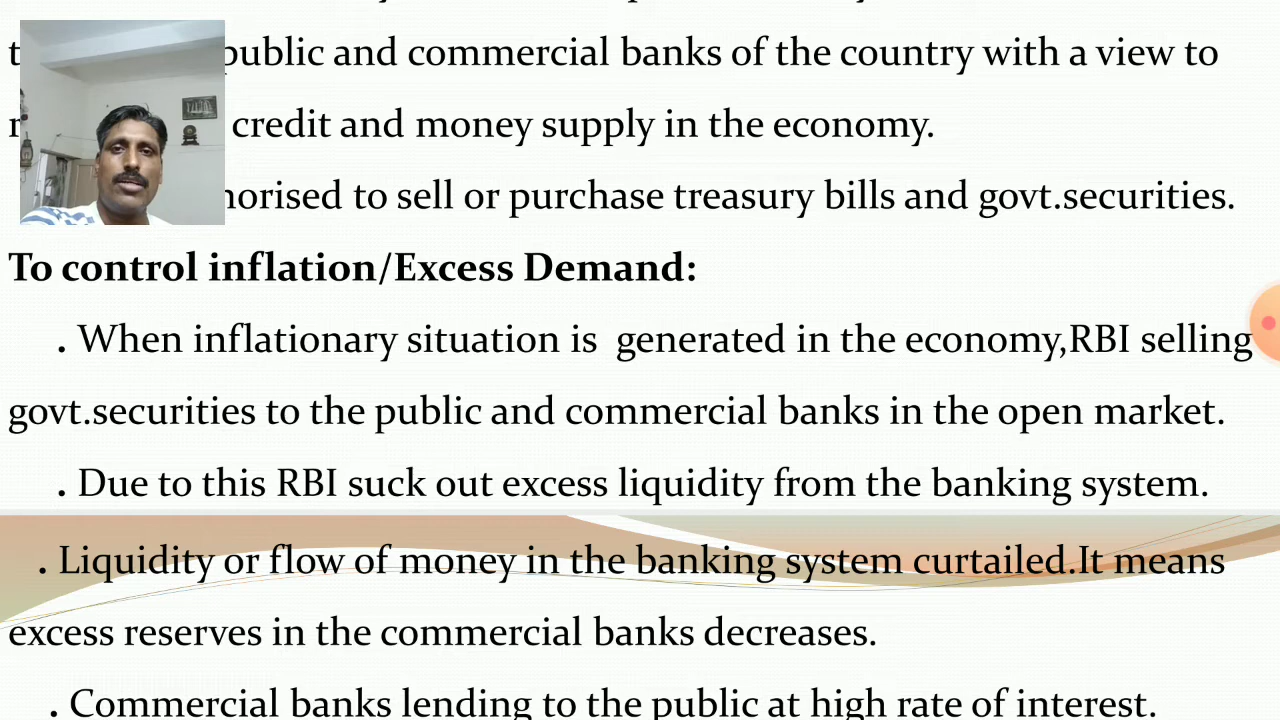 public and commercial banks of the country with a view to
credit and money supply in the economy.
horised to sell or purchase treasury bills and govt.securities.
To control inflation/Excess Demand:
. When inflationary situation is generated in the economy,RBI selling
govt.securities to the public and commercial banks in the open market.
. Due to this RBI suck out excess liquidity from the banking system.
. Liquidity or flow of money in the banking system curtailed.It means
excess reserves in the commercial banks decreases.
. Commercial banks lending to the public at high rate of interest.